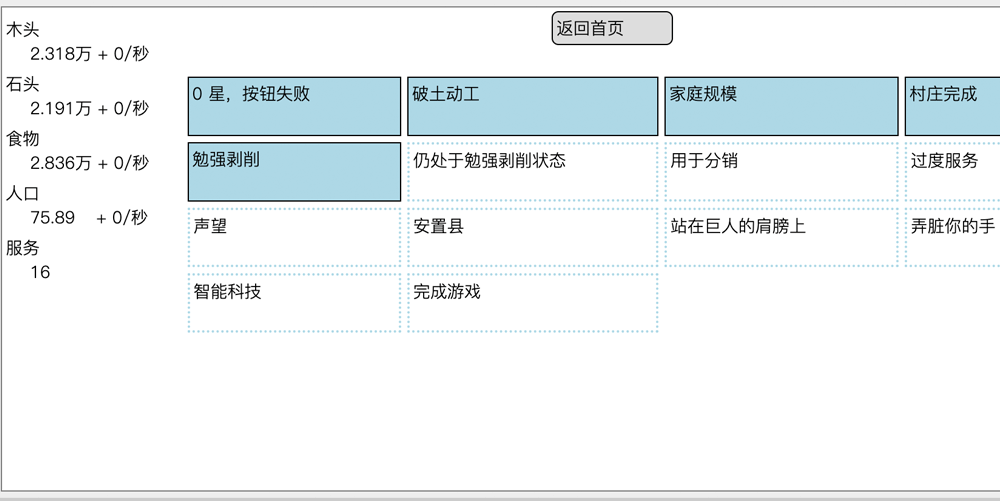 返回首页
木头
2.318万 + 0/秒
石头
2.191万 + 0/秒
食物
2.836万 + 0/秒
人口
75.89 + 0/秒
服务
16
0 星，按钮失败
破土动工
家庭规模
村庄完成
勉强剥削
仍处于勉强剥削状态
用于分销
过度服务
声望
安置县
站在巨人的肩膀上
弄脏你的手
智能科技
完成游戏